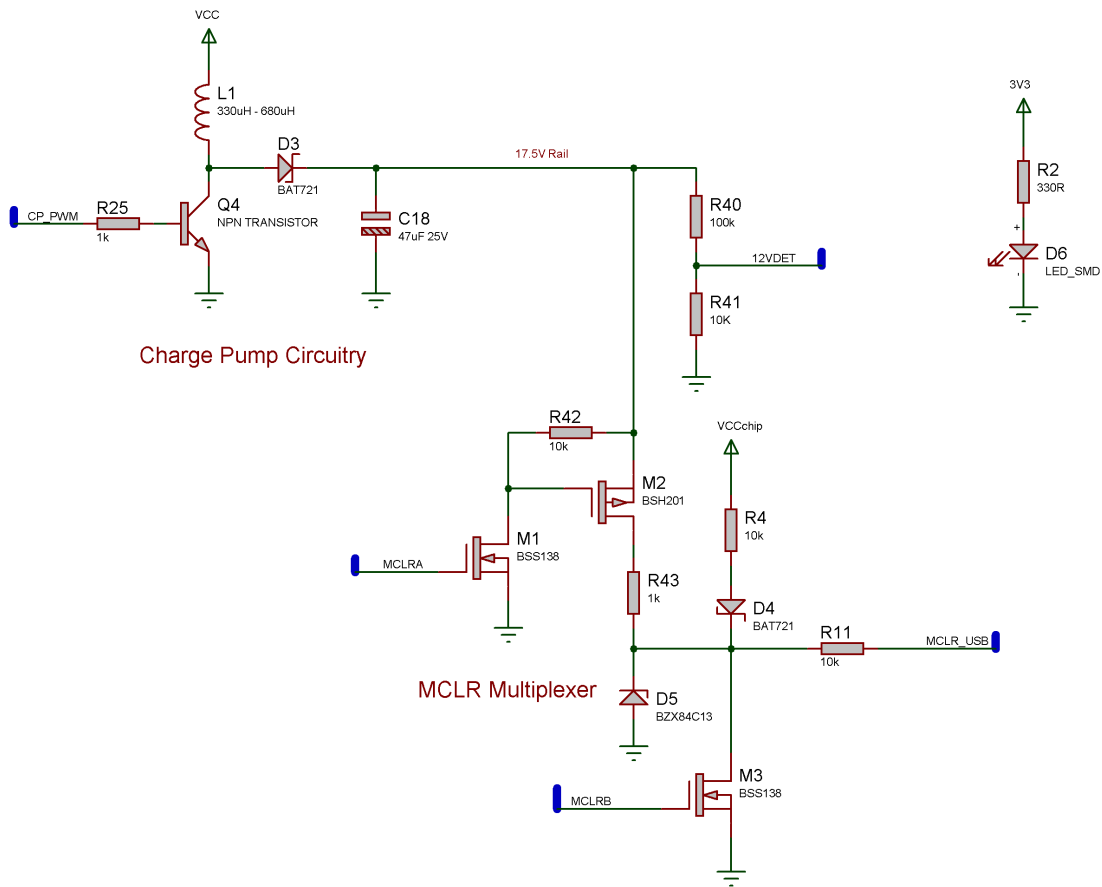 VCC
L1
330uH - 680uH
3V3
D3
17.5V Rail
BAT721
R2
330R
CP_PWM
R25
1k
Q4
NPN TRANSISTOR
C18
47uF 25V
R40
100k
+
12VDET
D6
LED_SMD
-
R41
10K
Charge Pump Circuitry
R42
10k
VCCchip
M2
BSH201
R4
10k
M1
BSS138
MCLRA
R43
1k
D4
BAT721
R11
10k
MCLR_USB
MCLR Multiplexer
D5
BZX84C13
M3
BSS138
MCLRB